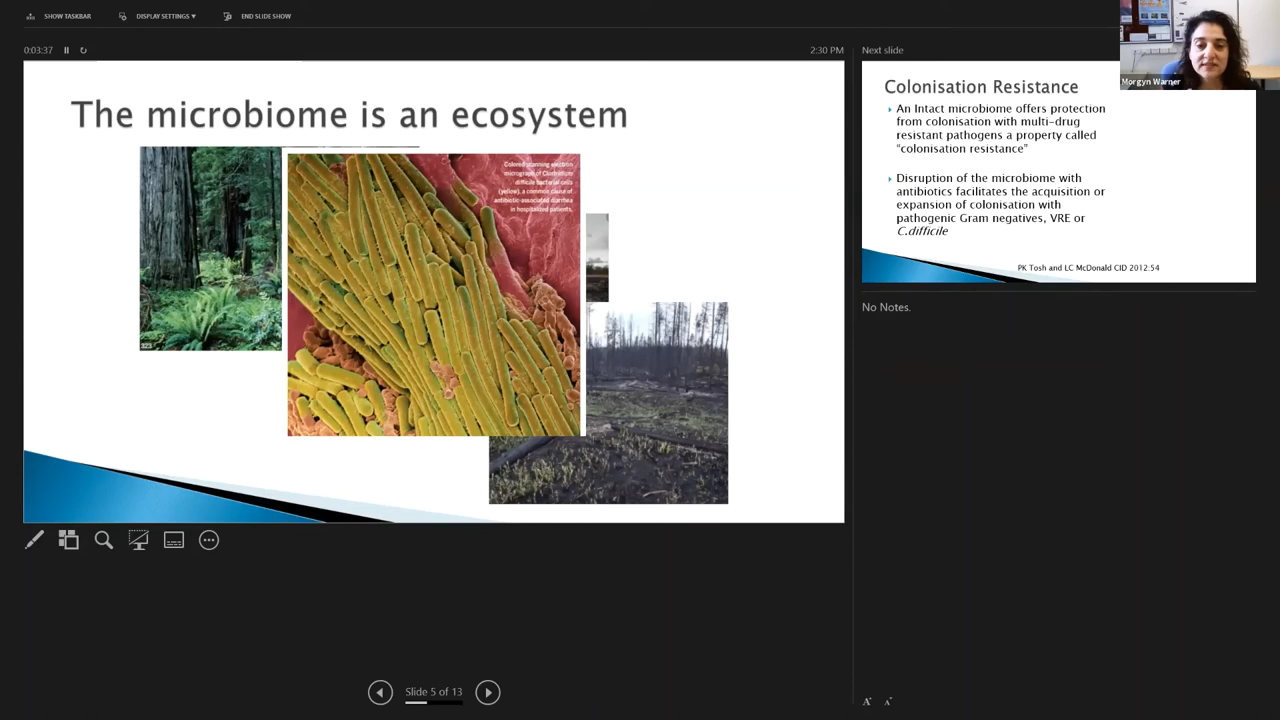 SHOW TASKBAR
DISPLAY SETTINGS ▼
END SLIDE SHOW
0:03:37
2:30 PM
The microbiome is an ecosystem
323
Colored scanning electron
micrograph of Clostridium
difficile bacterial cells
(yellow), a common cause of
antibiotic-associated diarrhea
in hospitalized patients.
Slide 5 of 13
Next slide
Morgyn Warner
Colonisation Resistance
An Intact microbiome offers protection
from colonisation with multi-drug
resistant pathogens a property called
“colonisation resistance”
Disruption of the microbiome with
antibiotics facilitates the acquisition or
expansion of colonisation with
pathogenic Gram negatives, VRE or
C.difficile
PK Tosh and LC McDonald CID 2012:54
No Notes.
A A